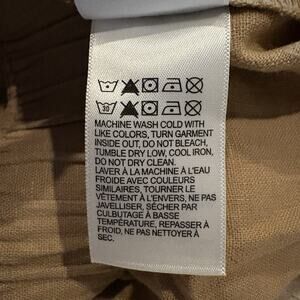 30
MACHINE WASH COLD WITH
LIKE COLORS, TURN GARMENT
INSIDE OUT, DO NOT BLEACH,
TUMBLE DRY LOW, COOL IRON,
DO NOT DRY CLEAN.
LAVER À LA MACHINE À L'EAU
FROIDE AVEC COULEURS
SIMILAIRES, TOURNER LE
VÊTEMENT À L'ENVERS, NE PAS
JAVELLISER, SÉCHER PAR
CULBUTAGE À BASSE
TEMPÉRATURE, REPASSER À
FROID, NE PAS NETTOYER À
SEC.